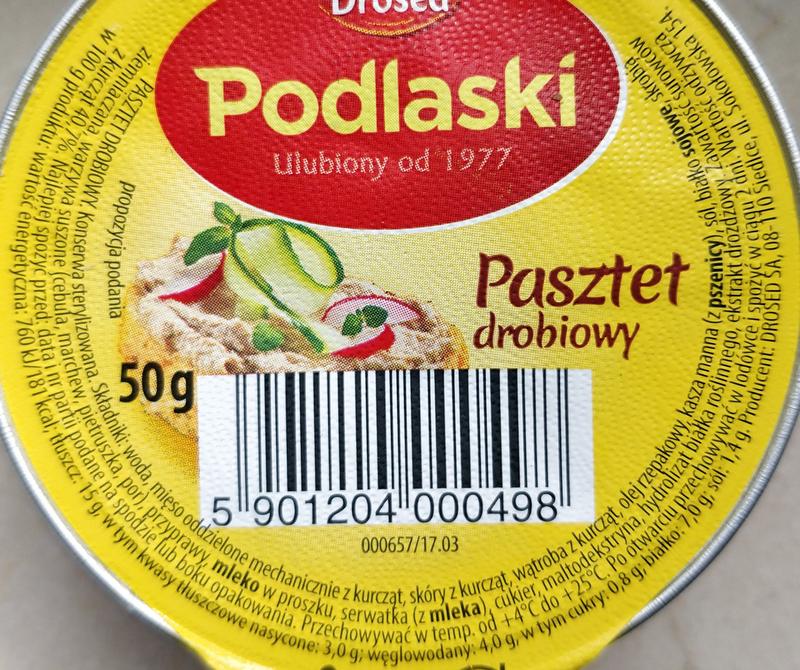 Drosed
Podlaski
Ulubiony od 1977
Pasztet
drobiowy
propozycja podania
50 g
5 901204 000498
000657/17.03
PASZTET DROBIOWY Konserwa sterylizowana. Składniki: woda, mięso oddzielone mechanicznie z kurcząt, skóry z kurcząt, wątroba z kurcząt, olej rzepakowy, kasza manna (z pszenicy), sól, białko sojowe, skrobia
ziemniaczana, warzywa suszone (cebula, marchew, pietruszka, por), przyprawy, mleko w proszku, serwatka (z mleka), cukier, maltodekstryna, hydrolizat białka roślinnego, ekstrakt drożdżowy. Zawartość surowców
z kurcząt 40,7%. Najlepiej spożyć przed: data i nr partii podane na spodzie lub boku opakowania. Przechowywać w temp. od +4°C do +25°C. Po otwarciu przechowywać w lodówce i spożyć w ciągu 2 dni. Wartość odżywcza
w 100 g produktu: wartość energetyczna: 760 kJ/181 kcal; tłuszcz: 15 g, w tym kwasy tłuszczowe nasycone: 3,0 g; węglowodany: 4,0 g, w tym cukry: 0,8 g; białko: 7,0 g; sól: 1,4 g. Producent: DROSED SA, 08-110 Siedlce, ul. Sokołowska 154.